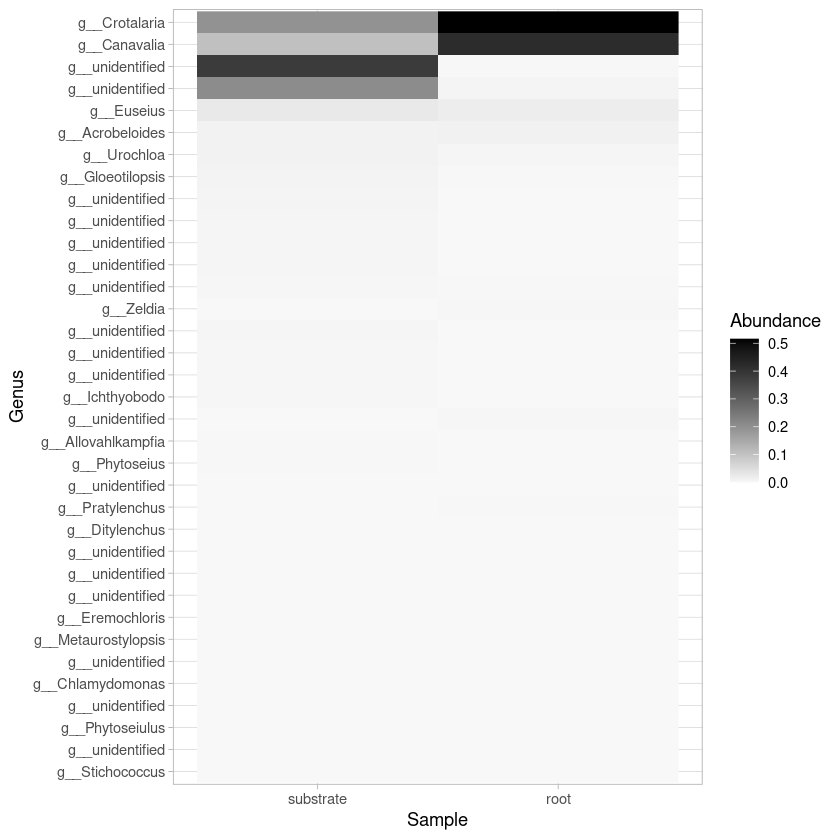 g__Crotalaria
g__Canavalia
g__unidentified
g__unidentified
g__Euseius
g__Acrobeloides
g__Urochloa
g__Gloeotilopsis
g__unidentified
g__unidentified
g__unidentified
g__unidentified
g__unidentified
g__Zeldia
g__unidentified
g__unidentified
g__unidentified
g__Ichthyobodo
g__unidentified
g__Allovahlkampfia
g__Phytoseius
g__unidentified
g__Pratylenchus
g__Ditylenchus
g__unidentified
g__unidentified
g__unidentified
g__Eremochloris
g__Metaurostylopsis
g__unidentified
g__Chlamydomonas
g__unidentified
g__Phytoseiulus
g__unidentified
g__Stichococcus
Genus
substrate root
Sample
Abundance
0.5
0.4
0.3
0.2
0.1
0.0